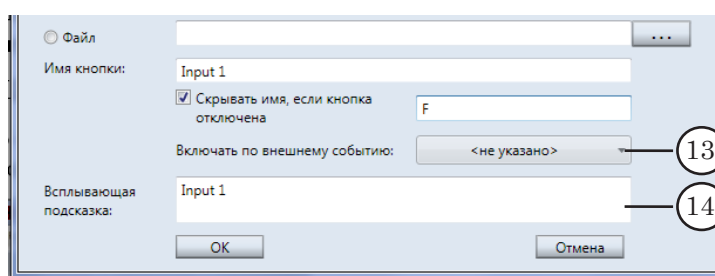 Файл
...
Имя кнопки:
Input 1
Скрывать имя, если кнопка
отключена
F
Включать по внешнему событию:
<не указано>
13
Всплывающая
подсказка:
Input 1
14
OK
Отмена